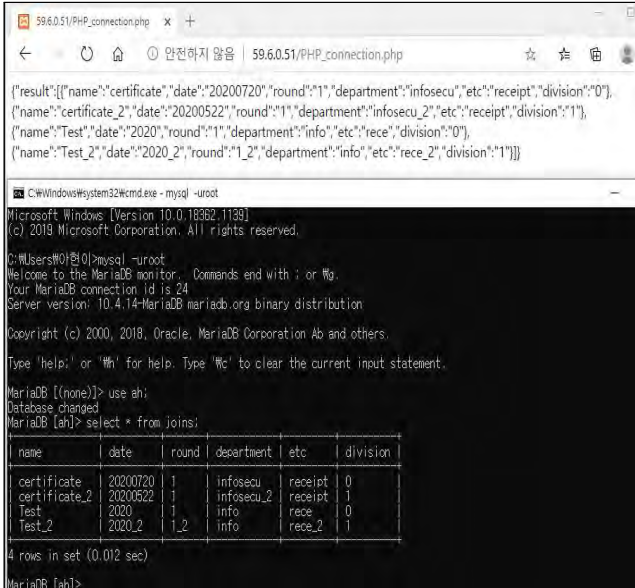 59.6.0.51/PHP_connection.php x +
안전하지 않음 59.6.0.51/PHP_connection.php
{"result":[{"name":"certificate","date":"20200720","round":"1","department":"infosecu","etc":"receipt","division":"0"},
{"name":"certificate_2","date":"20200522","round":"1","department":"infosecu_2","etc":"receipt","division":"1"},
{"name":"Test","date":"2020","round":"1","department":"info","etc":"rece","division":"0"},
{"name":"Test_2","date":"2020_2","round":"1_2","department":"info","etc":"rece_2","division":"1"}]}
C:₩Windows₩system32₩cmd.exe - mysql -uroot
Microsoft Windows [Version 10.0.18362.1139]
(c) 2019 Microsoft Corporation. All rights reserved.
C:₩Users₩아현이>mysql -uroot
Welcome to the MariaDB monitor. Commands end with ; or ₩g.
Your MariaDB connection id is 24
Server version: 10.4.14-MariaDB mariadb.org binary distribution
Copyright (c) 2000, 2018, Oracle, MariaDB Corporation Ab and others.
Type 'help;' or '₩h' for help. Type '₩c' to clear the current input statement.
MariaDB [(none)]> use ah;
Database changed
MariaDB [ah]> select * from joins;
| name | date | round | department | etc | division |
| certificate | 20200720 | 1 | infosecu | receipt | 0 |
| certificate_2 | 20200522 | 1 | infosecu_2 | receipt | 1 |
| Test | 2020 | 1 | info | rece | 0 |
| Test_2 | 2020_2 | 1_2 | info | rece_2 | 1 |
4 rows in set (0.012 sec)
MariaDB [ah]>